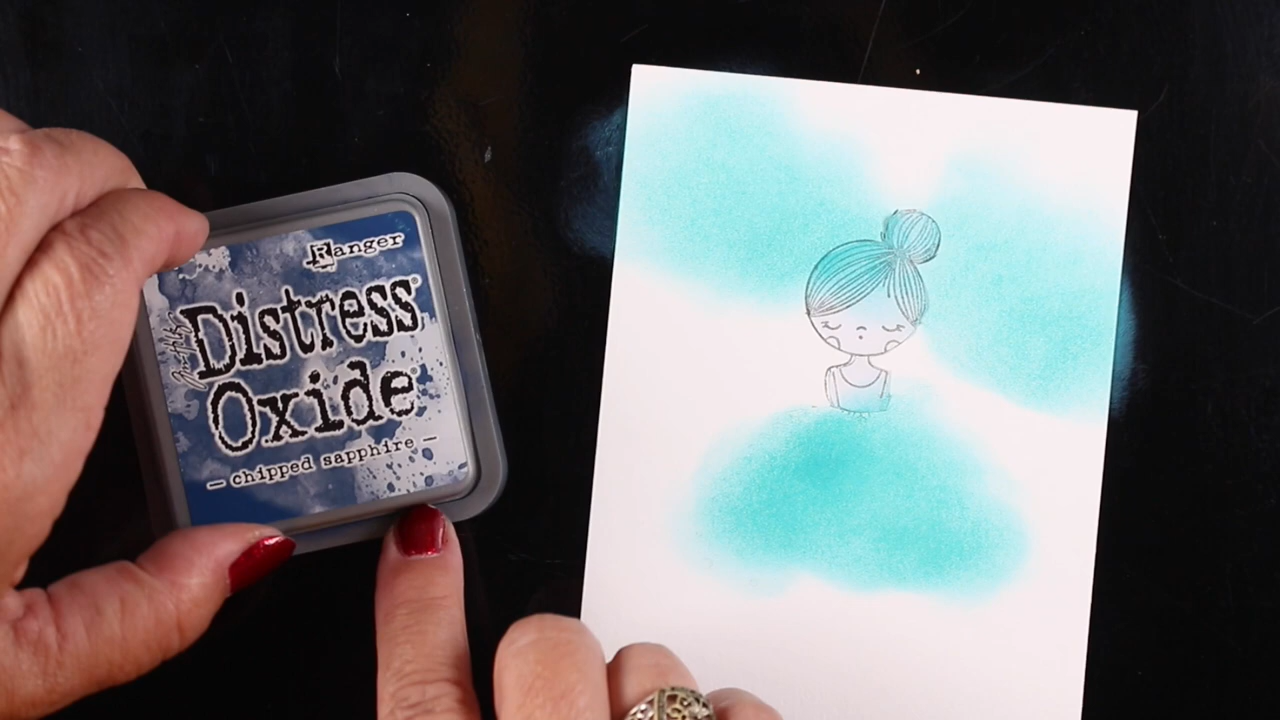 Ranger
Distress
Oxide
— chipped sapphire —